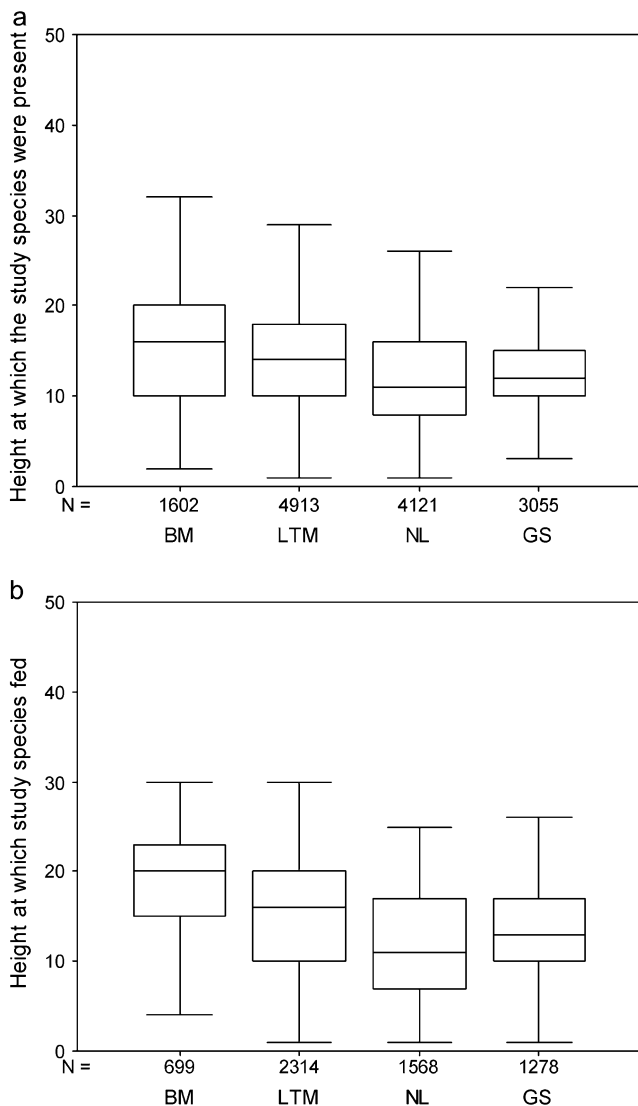 a
Height at which the study species were present
50
40
30
20
10
0
N = 1602 4913 4121 3055
BM LTM NL GS
b
Height at which study species fed
50
40
30
20
10
0
N = 699 2314 1568 1278
BM LTM NL GS